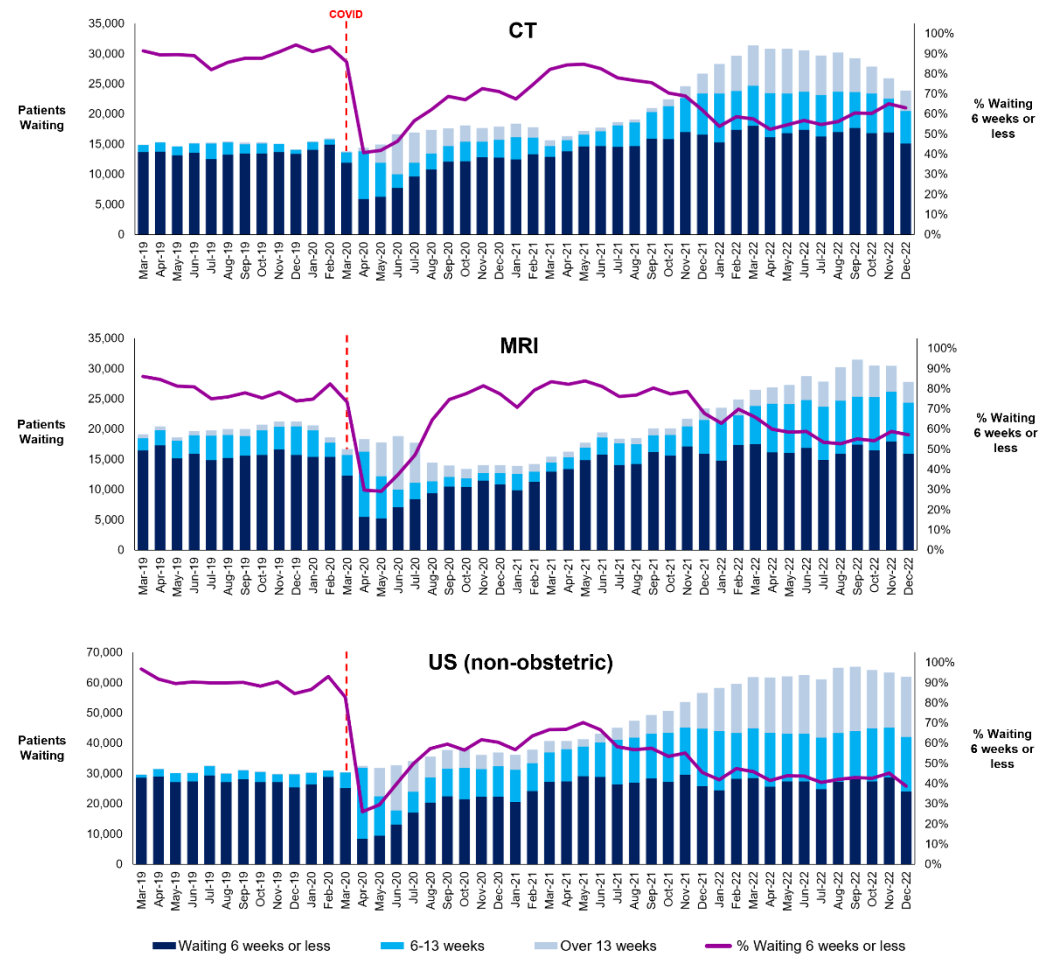 COVID
CT
Patients
Waiting
% Waiting
6 weeks or
less
35,000
30,000
25,000
20,000
15,000
10,000
5,000
0
100%
90%
80%
70%
60%
50%
40%
30%
20%
10%
0%
Mar-19 Apr-19 May-19 Jun-19 Jul-19 Aug-19 Sep-19 Oct-19 Nov-19 Dec-19 Jan-20 Feb-20 Mar-20 Apr-20 May-20 Jun-20 Jul-20 Aug-20 Sep-20 Oct-20 Nov-20 Dec-20 Jan-21 Feb-21 Mar-21 Apr-21 May-21 Jun-21 Jul-21 Aug-21 Sep-21 Oct-21 Nov-21 Dec-21 Jan-22 Feb-22 Mar-22 Apr-22 May-22 Jun-22 Jul-22 Aug-22 Sep-22 Oct-22 Nov-22 Dec-22
MRI
Patients
Waiting
% Waiting
6 weeks or
less
35,000
30,000
25,000
20,000
15,000
10,000
5,000
0
100%
90%
80%
70%
60%
50%
40%
30%
20%
10%
0%
Mar-19 Apr-19 May-19 Jun-19 Jul-19 Aug-19 Sep-19 Oct-19 Nov-19 Dec-19 Jan-20 Feb-20 Mar-20 Apr-20 May-20 Jun-20 Jul-20 Aug-20 Sep-20 Oct-20 Nov-20 Dec-20 Jan-21 Feb-21 Mar-21 Apr-21 May-21 Jun-21 Jul-21 Aug-21 Sep-21 Oct-21 Nov-21 Dec-21 Jan-22 Feb-22 Mar-22 Apr-22 May-22 Jun-22 Jul-22 Aug-22 Sep-22 Oct-22 Nov-22 Dec-22
US (non-obstetric)
Patients
Waiting
% Waiting
6 weeks or
less
70,000
60,000
50,000
40,000
30,000
20,000
10,000
0
100%
90%
80%
70%
60%
50%
40%
30%
20%
10%
0%
Mar-19 Apr-19 May-19 Jun-19 Jul-19 Aug-19 Sep-19 Oct-19 Nov-19 Dec-19 Jan-20 Feb-20 Mar-20 Apr-20 May-20 Jun-20 Jul-20 Aug-20 Sep-20 Oct-20 Nov-20 Dec-20 Jan-21 Feb-21 Mar-21 Apr-21 May-21 Jun-21 Jul-21 Aug-21 Sep-21 Oct-21 Nov-21 Dec-21 Jan-22 Feb-22 Mar-22 Apr-22 May-22 Jun-22 Jul-22 Aug-22 Sep-22 Oct-22 Nov-22 Dec-22
Waiting 6 weeks or less 6-13 weeks Over 13 weeks % Waiting 6 weeks or less